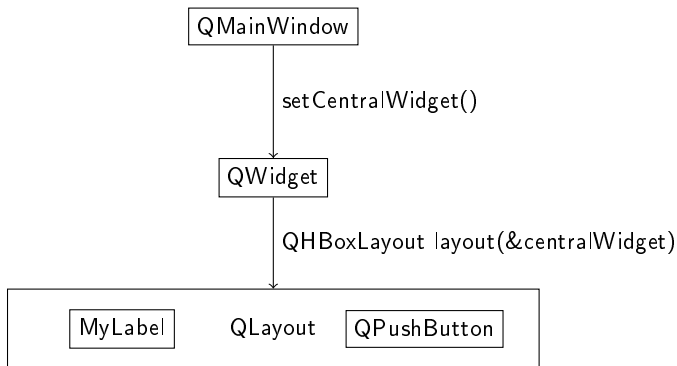 QMainWindow
setCentralWidget()
QWidget
QHBoxLayout layout(&centralWidget)
MyLabel QLayout QPushButton